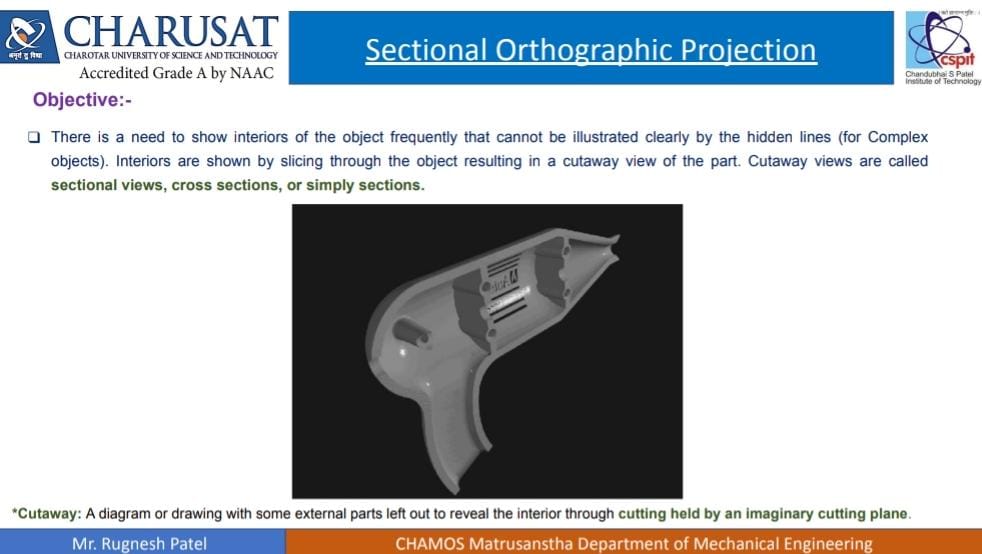 CHARUSAT
CHAROTAR UNIVERSITY OF SCIENCE AND TECHNOLOGY
Accredited Grade A by NAAC
Sectional Orthographic Projection
cspit
Chandubhai S Patel
Institute of Technology
Objective:-
❑ There is a need to show interiors of the object frequently that cannot be illustrated clearly by the hidden lines (for Complex
objects). Interiors are shown by slicing through the object resulting in a cutaway view of the part. Cutaway views are called
sectional views, cross sections, or simply sections.
*Cutaway: A diagram or drawing with some external parts left out to reveal the interior through cutting held by an imaginary cutting plane.
Mr. Rugnesh Patel
CHAMOS Matrusanstha Department of Mechanical Engineering